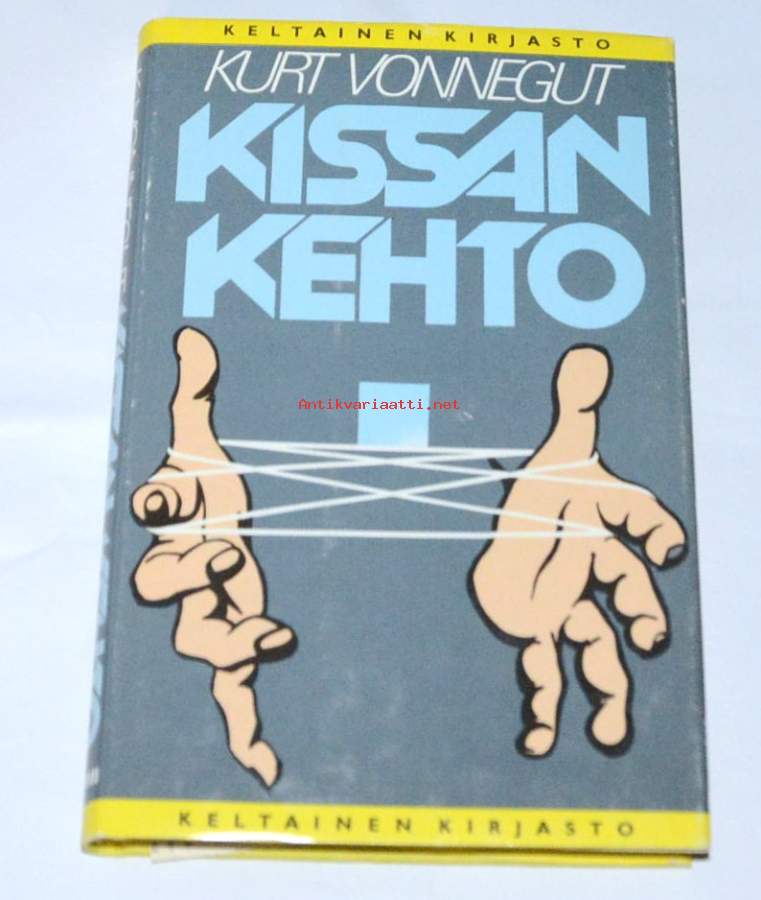 KELTAINEN KIRJASTO
KURT VONNEGUT
KISSAN
KEHTO
Antikvariaatti.net
KELTAINEN KIRJASTO